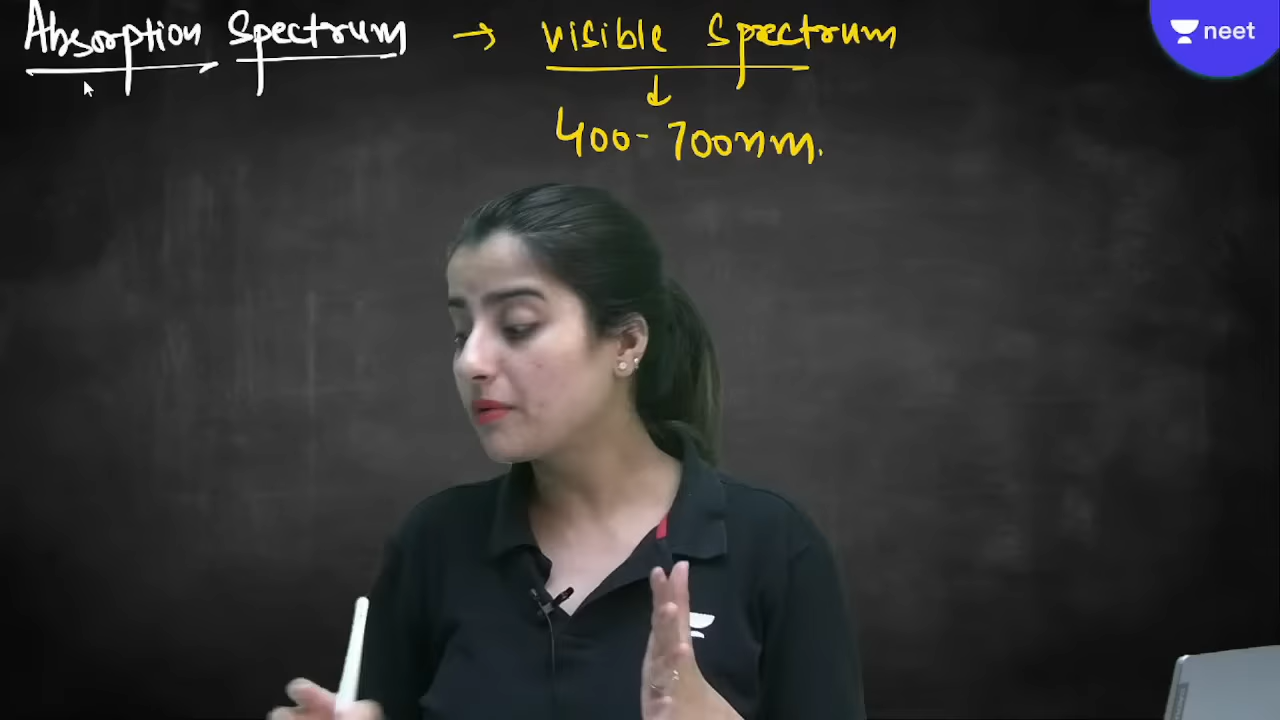 Absorption Spectrum → visible Spectrum
↓
400-700nm.
neet